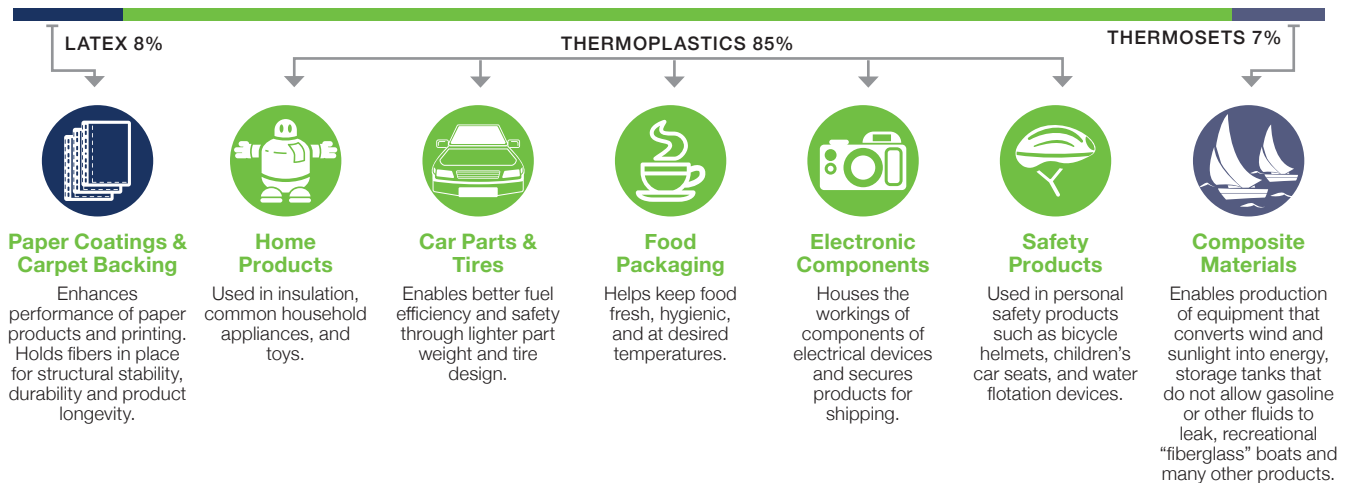 LATEX 8%
THERMOPLASTICS 85%
THERMOSETS 7%
Paper Coatings &
Carpet Backing
Enhances
performance of paper
products and printing.
Holds fibers in place
for structural stability,
durability and product
longevity.
Home
Products
Used in insulation,
common household
appliances, and
toys.
Car Parts &
Tires
Enables better fuel
efficiency and safety
through lighter part
weight and tire
design.
Food
Packaging
Helps keep food
fresh, hygienic,
and at desired
temperatures.
Electronic
Components
Houses the
workings of
components of
electrical devices
and secures
products for
shipping.
Safety
Products
Used in personal
safety products
such as bicycle
helmets, children’s
car seats, and water
flotation devices.
Composite
Materials
Enables production
of equipment that
converts wind and
sunlight into energy,
storage tanks that
do not allow gasoline
or other fluids to
leak, recreational
“fiberglass” boats and
many other products.